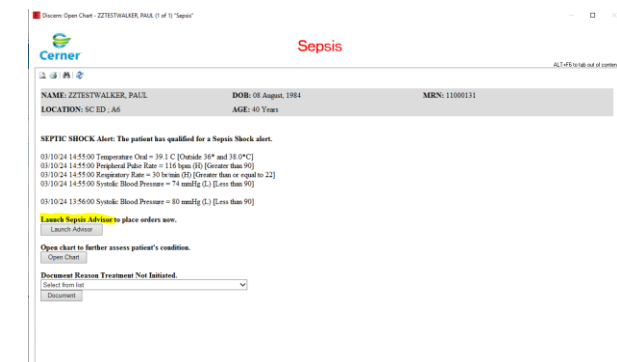 Discern: Open Chart - ZZTESTWALKER, PAUL (1 of 1) "Sepsis"
Cerner
Sepsis
ALT+F6 to tab out of conten
NAME: ZZTESTWALKER, PAUL DOB: 08 August, 1984 MRN: 11000131
LOCATION: SC ED ; A6 AGE: 40 Years
SEPTIC SHOCK Alert: The patient has qualified for a Sepsis Shock alert.
03/10/24 14:55:00 Temperature Oral = 39.1 C [Outside 36* and 38.0*C]
03/10/24 14:55:00 Peripheral Pulse Rate = 116 bpm (H) [Greater than 90]
03/10/24 14:55:00 Respiratory Rate = 30 br/min (H) [Greater than or equal to 22]
03/10/24 14:55:00 Systolic Blood Pressure = 74 mmHg (L) [Less than 90]
03/10/24 13:56:00 Systolic Blood Pressure = 80 mmHg (L) [Less than 90]
Launch Sepsis Advisor to place orders now.
Launch Advisor
Open chart to further assess patient's condition.
Open Chart
Document Reason Treatment Not Initiated.
Select from list
Document